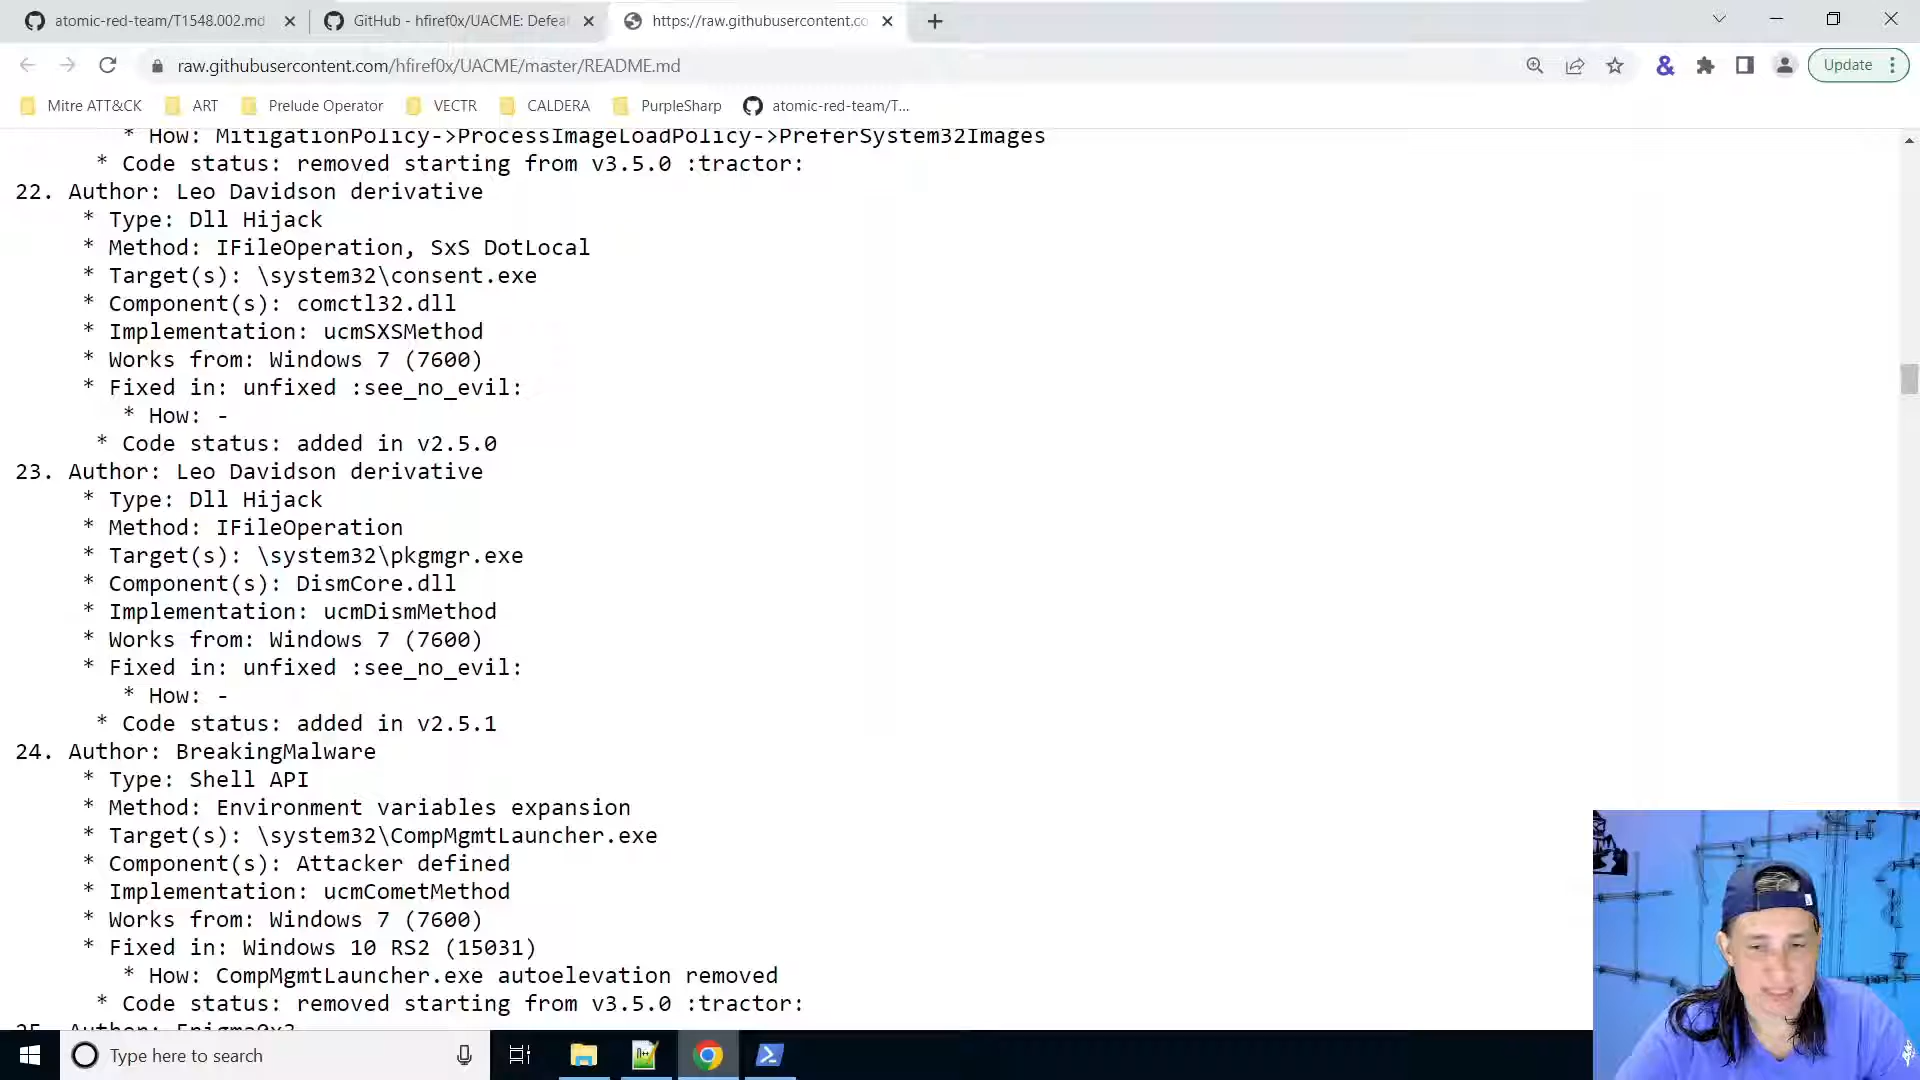 atomic-red-team/T1548.002.md
GitHub - hfiref0x/UACME: Defea
https://raw.githubusercontent.co
raw.githubusercontent.com/hfiref0x/UACME/master/README.md
Update
Mitre ATT&CK
ART
Prelude Operator
VECTR
CALDERA
PurpleSharp
atomic-red-team/T...
* How: MitigationPolicy->ProcessImageLoadPolicy->PreferSystem32Images
* Code status: removed starting from v3.5.0 :tractor:
22. Author: Leo Davidson derivative
* Type: Dll Hijack
* Method: IFileOperation, SxS DotLocal
* Target(s): \system32\consent.exe
* Component(s): comctl32.dll
* Implementation: ucmSXSMethod
* Works from: Windows 7 (7600)
* Fixed in: unfixed :see_no_evil:
* How: -
* Code status: added in v2.5.0
23. Author: Leo Davidson derivative
* Type: Dll Hijack
* Method: IFileOperation
* Target(s): \system32\pkgmgr.exe
* Component(s): DismCore.dll
* Implementation: ucmDismMethod
* Works from: Windows 7 (7600)
* Fixed in: unfixed :see_no_evil:
* How: -
* Code status: added in v2.5.1
24. Author: BreakingMalware
* Type: Shell API
* Method: Environment variables expansion
* Target(s): \system32\CompMgmtLauncher.exe
* Component(s): Attacker defined
* Implementation: ucmCometMethod
* Works from: Windows 7 (7600)
* Fixed in: Windows 10 RS2 (15031)
* How: CompMgmtLauncher.exe autoelevation removed
* Code status: removed starting from v3.5.0 :tractor:
25. Author: Enigma0x3
Type here to search